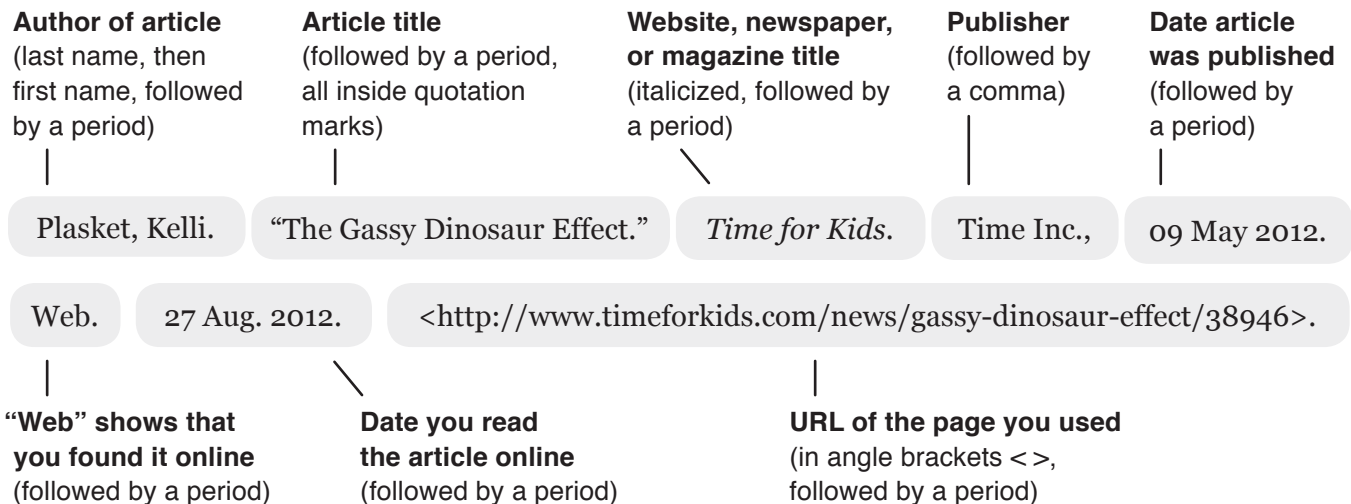 Author of article
(last name, then
first name, followed
by a period)
Article title
(followed by a period,
all inside quotation
marks)
Website, newspaper,
or magazine title
(italicized, followed by
a period)
Publisher
(followed by
a comma)
Date article
was published
(followed by
a period)
Plasket, Kelli. “The Gassy Dinosaur Effect.” Time for Kids. Time Inc., 09 May 2012.
Web. 27 Aug. 2012. <http://www.timeforkids.com/news/gassy-dinosaur-effect/38946>.
“Web” shows that
you found it online
(followed by a period)
Date you read
the article online
(followed by a period)
URL of the page you used
(in angle brackets < >,
followed by a period)